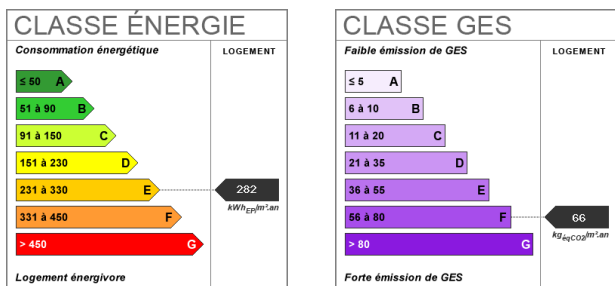 CLASSE ÉNERGIE
Consommation énergétique
LOGEMENT
≤ 50 A
51 à 90 B
91 à 150 C
151 à 230 D
231 à 330 E
282
kWhEP/m².an
331 à 450 F
> 450 G
Logement énergivore
CLASSE GES
Faible émission de GES
LOGEMENT
≤ 5 A
6 à 10 B
11 à 20 C
21 à 35 D
36 à 55 E
56 à 80 F
66
kgéqCO2/m².an
> 80 G
Forte émission de GES